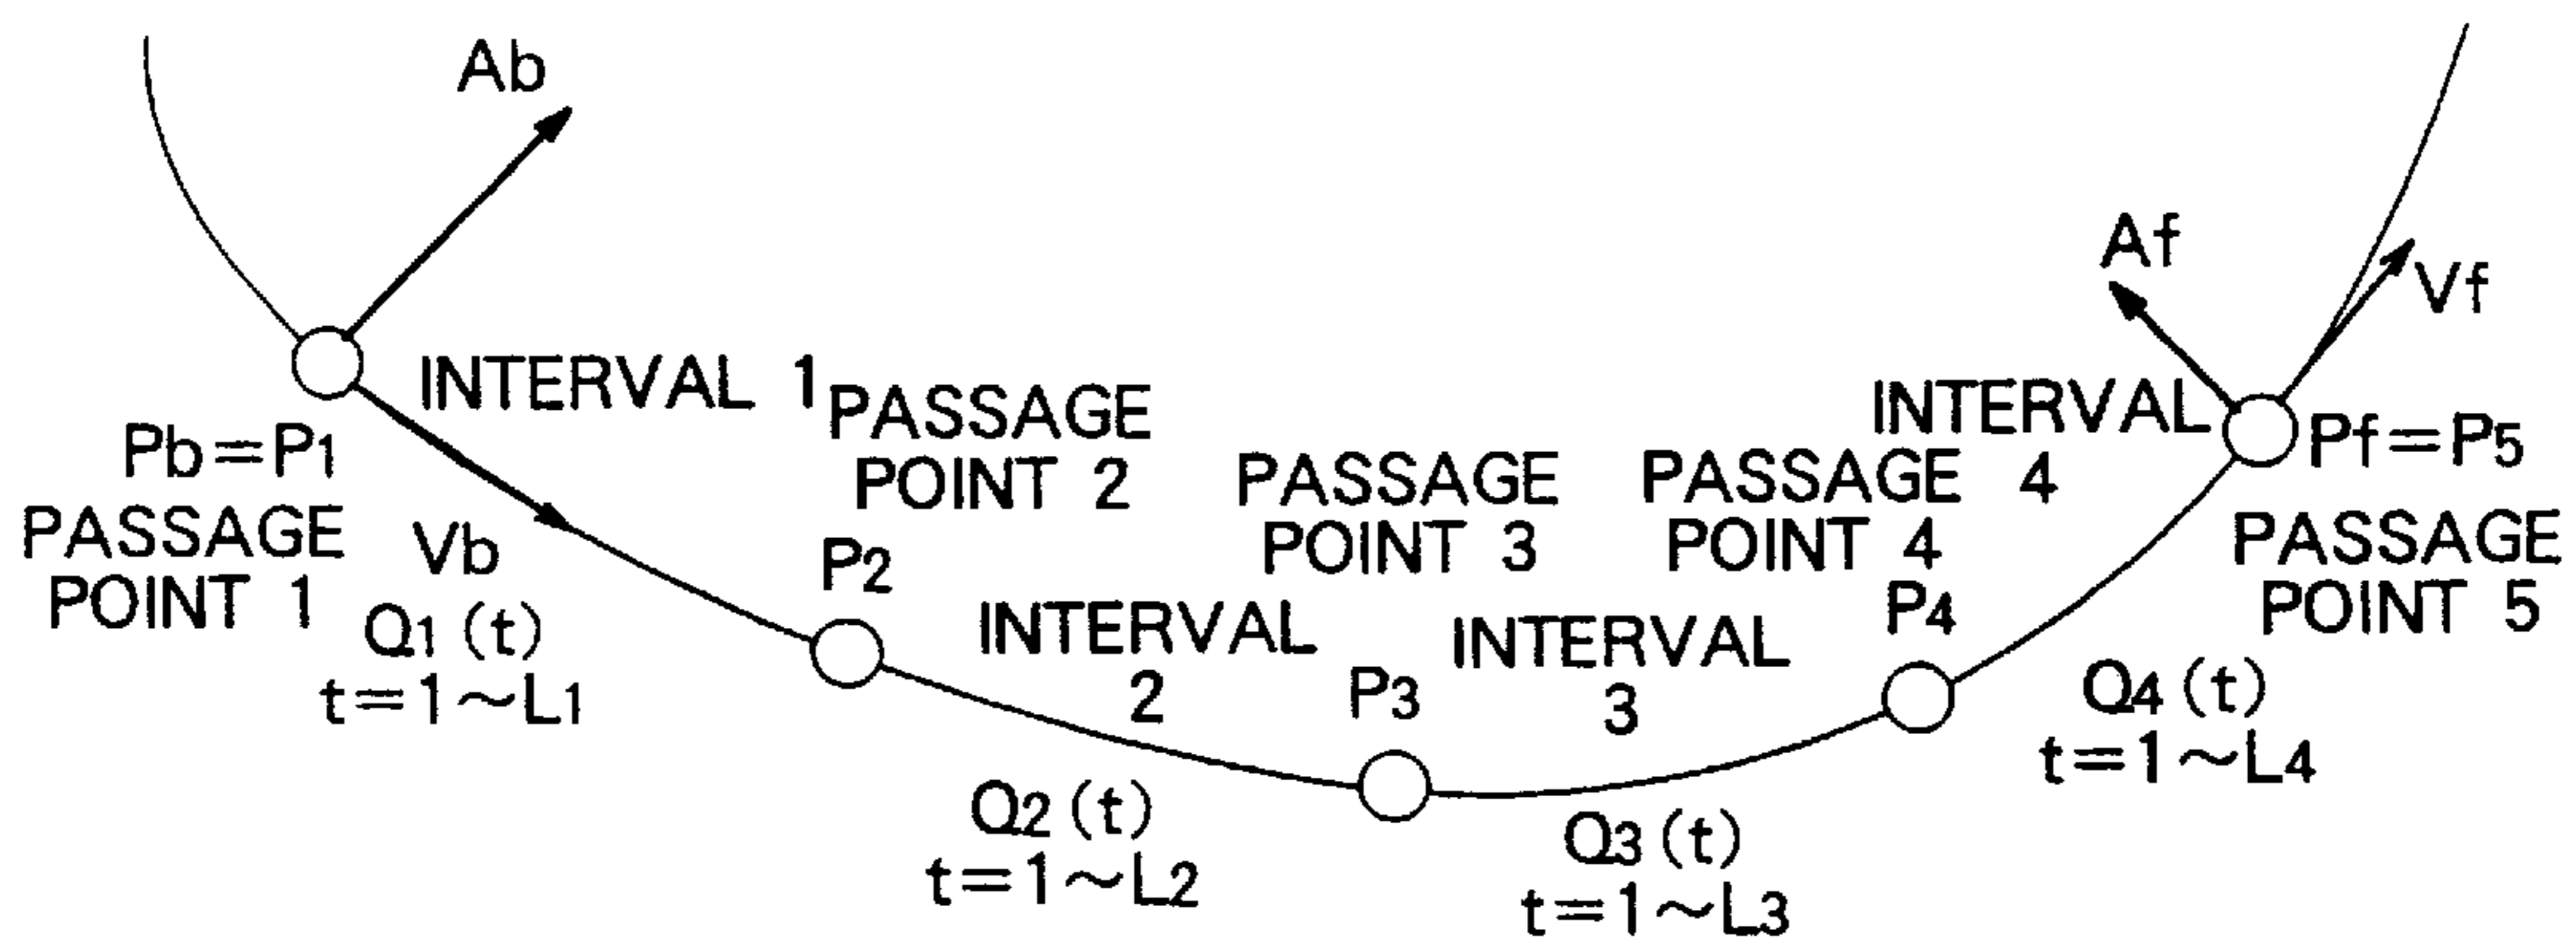 Ab
Af
Vf
INTERVAL 1
Pb=P1
PASSAGE
POINT 1
Vb
Q1(t)
t=1~L1
PASSAGE
POINT 2
P2
INTERVAL
2
Q2(t)
t=1~L2
PASSAGE
POINT 3
P3
INTERVAL
3
Q3(t)
t=1~L3
PASSAGE
POINT 4
P4
INTERVAL
4
Q4(t)
t=1~L4
Pf=P5
PASSAGE
POINT 5